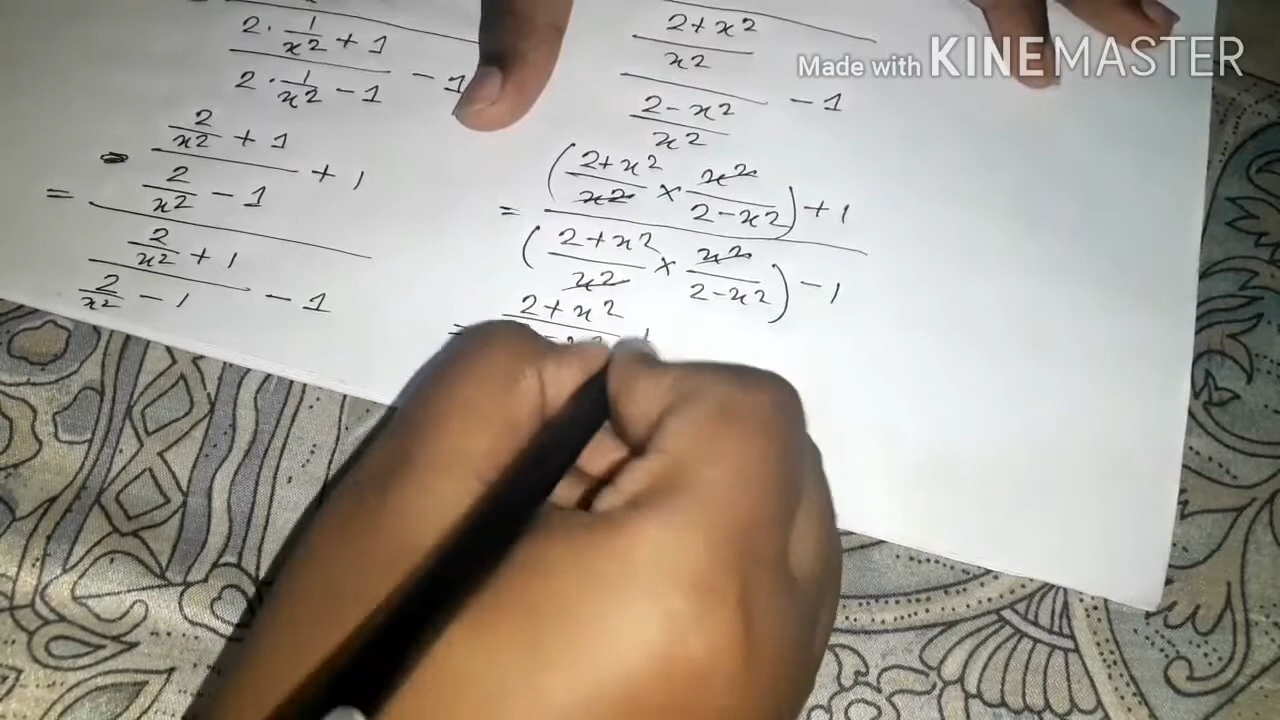 2 · 1/x2 + 1
2 · 1/x2 − 1 − 1
2/x2 + 1
2/x2 − 1 + 1
=
2/x2 + 1
2/x2 − 1 − 1
2 + x2
x2
2 − x2
x2
− 1
= (2 + x2/x2 × x2/2 − x2) + 1
(2 + x2/x2 × x2/2 − x2) − 1
= 2 + x2
Made with KINEMASTER